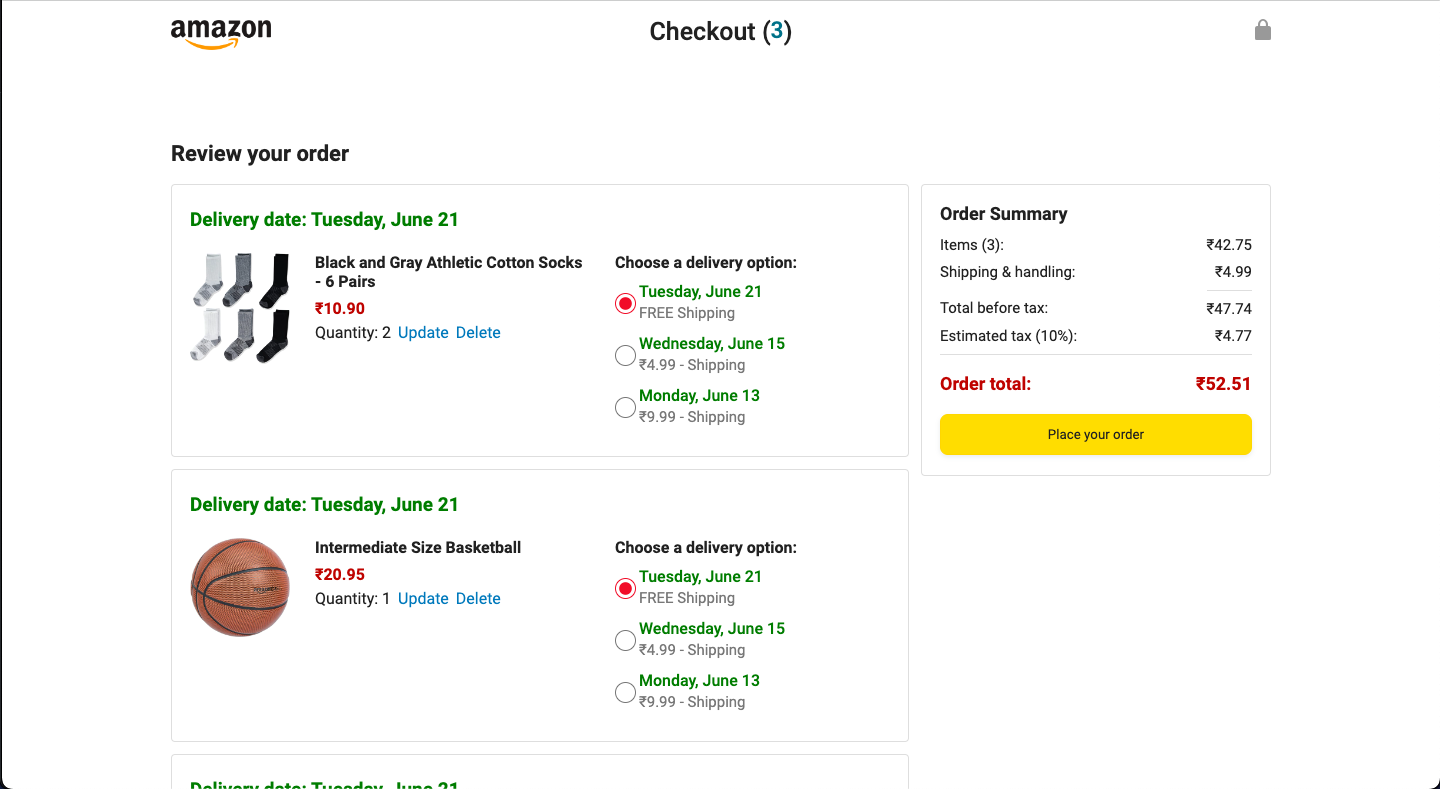 amazon
Checkout (3)
Review your order
Delivery date: Tuesday, June 21
Black and Gray Athletic Cotton Socks
- 6 Pairs
₹10.90
Quantity: 2 Update Delete
Choose a delivery option:
Tuesday, June 21
FREE Shipping
Wednesday, June 15
₹4.99 - Shipping
Monday, June 13
₹9.99 - Shipping
Delivery date: Tuesday, June 21
Intermediate Size Basketball
₹20.95
Quantity: 1 Update Delete
Choose a delivery option:
Tuesday, June 21
FREE Shipping
Wednesday, June 15
₹4.99 - Shipping
Monday, June 13
₹9.99 - Shipping
Delivery date: Tuesday, June 21
Order Summary
Items (3): ₹42.75
Shipping & handling: ₹4.99
Total before tax: ₹47.74
Estimated tax (10%): ₹4.77
Order total: ₹52.51
Place your order